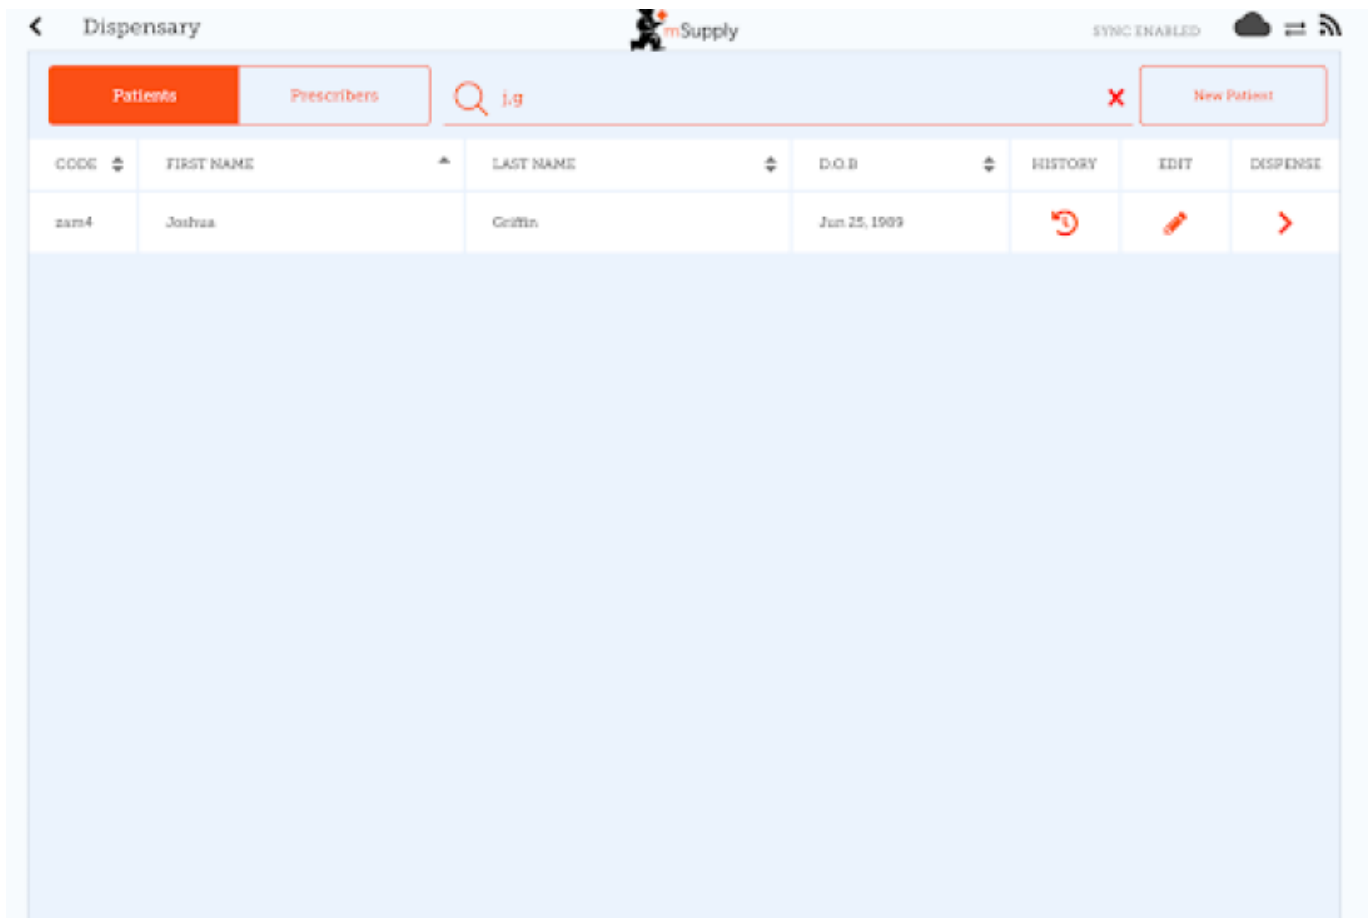 Dispensary
mSupply
SYNC ENABLED
Patients
Prescribers
j.g
New Patient
CODE FIRST NAME LAST NAME D.O.B HISTORY EDIT DISPENSE
zam4 Joshua Griffin Jun 25, 1989